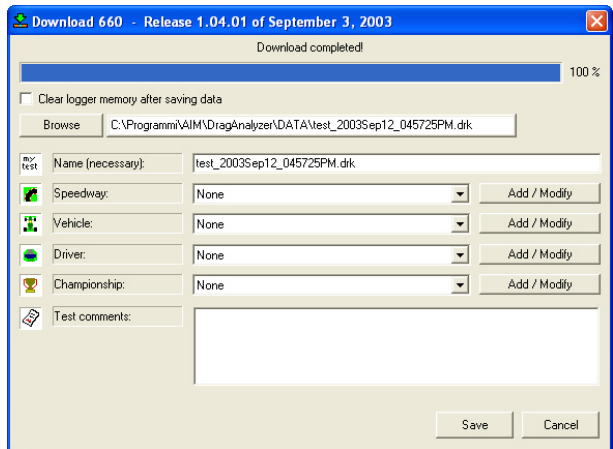 Download 660 - Release 1.04.01 of September 3, 2003
Download completed!
100 %
Clear logger memory after saving data
Browse C:\Programmi\AIM\DragAnalyzer\DATA\test_2003Sep12_045725PM.drk
my
test
Name (necessary): test_2003Sep12_045725PM.drk
Speedway: None Add / Modify
Vehicle: None Add / Modify
Driver: None Add / Modify
Championship: None Add / Modify
Test comments:
Save Cancel